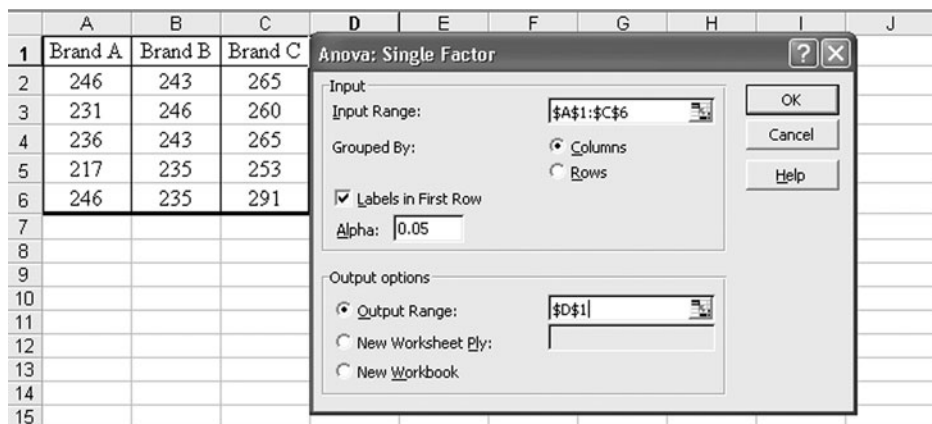 A B C D E F G H I J
1 Brand A Brand B Brand C Anova: Single Factor
2 246 243 265 Input
3 231 246 260 Input Range: $A$1:$C$6 OK
4 236 243 265 Grouped By: Columns Cancel
5 217 235 253 Rows Help
6 246 235 291 Labels in First Row
7 Alpha: 0.05
8
9 Output options
10 Output Range: $D$1
11
12 New Worksheet Ply:
13 New Workbook
14
15